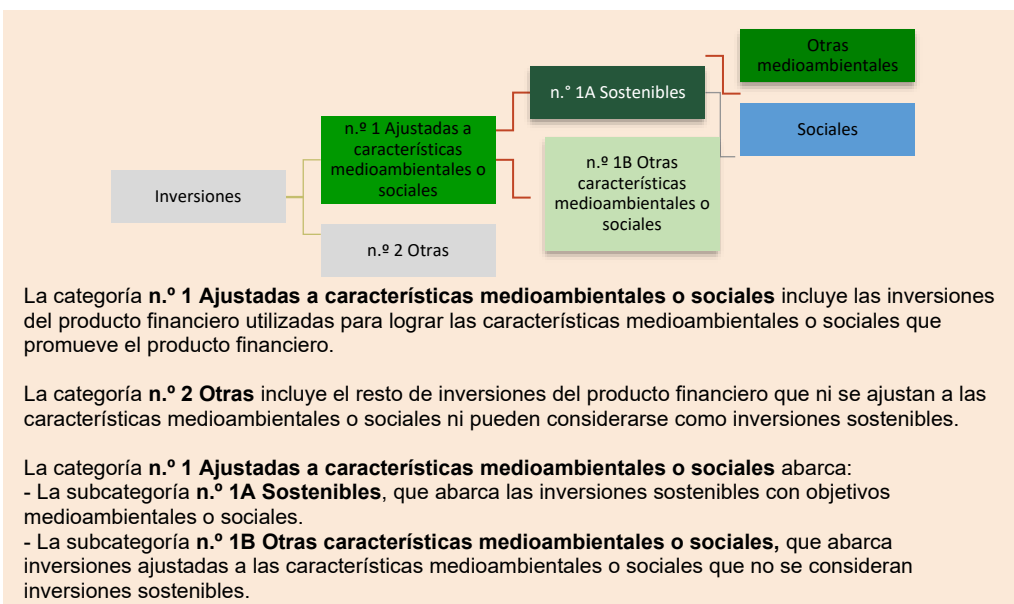 Otras
medioambientales
n.° 1A Sostenibles
Sociales
n.º 1 Ajustadas a
características
medioambientales o
sociales
n.º 1B Otras
características
medioambientales o
sociales
Inversiones
n.º 2 Otras
La categoría n.º 1 Ajustadas a características medioambientales o sociales incluye las inversiones
del producto financiero utilizadas para lograr las características medioambientales o sociales que
promueve el producto financiero.
La categoría n.º 2 Otras incluye el resto de inversiones del producto financiero que ni se ajustan a las
características medioambientales o sociales ni pueden considerarse como inversiones sostenibles.
La categoría n.º 1 Ajustadas a características medioambientales o sociales abarca:
- La subcategoría n.º 1A Sostenibles, que abarca las inversiones sostenibles con objetivos
medioambientales o sociales.
- La subcategoría n.º 1B Otras características medioambientales o sociales, que abarca
inversiones ajustadas a las características medioambientales o sociales que no se consideran
inversiones sostenibles.